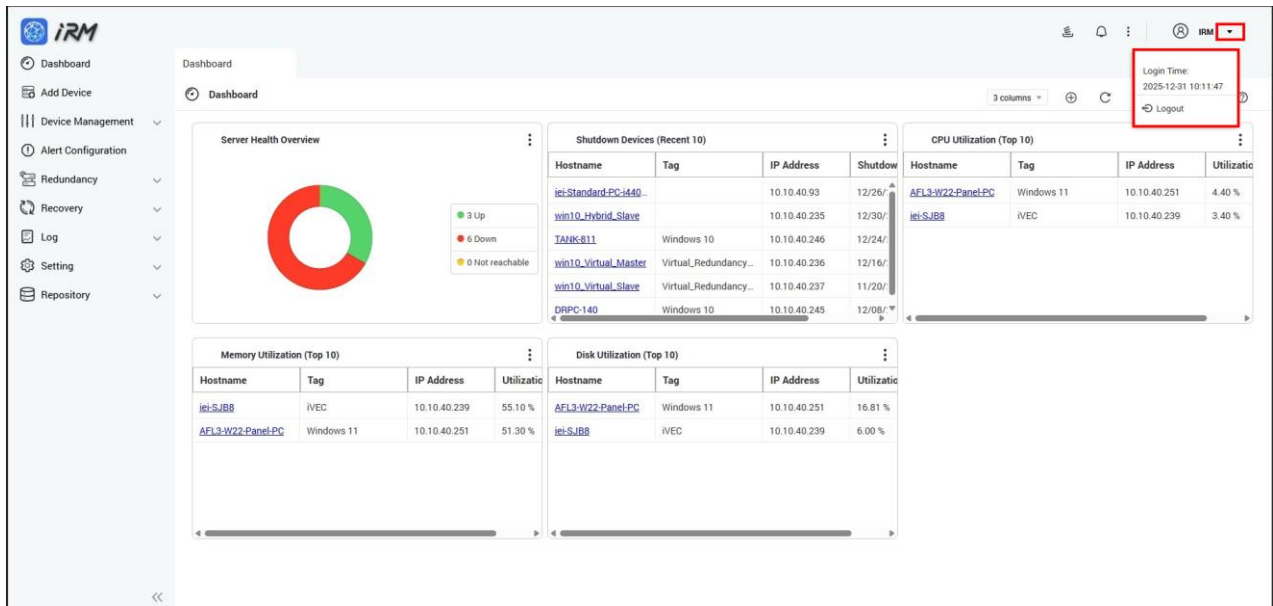 iRM
IRM
Login Time:
2025-12-31 10:11:47
Logout
Dashboard
Add Device
Device Management
Alert Configuration
Redundancy
Recovery
Log
Setting
Repository
Dashboard
Dashboard
3 columns
Server Health Overview
3 Up
6 Down
0 Not reachable
Shutdown Devices (Recent 10)
Hostname Tag IP Address Shutdow
iei-Standard-PC-i440... 10.10.40.93 12/26/
win10_Hybrid_Slave 10.10.40.235 12/30/
TANK-811 Windows 10 10.10.40.246 12/24/
win10_Virtual_Master Virtual_Redundancy... 10.10.40.236 12/16/
win10_Virtual_Slave Virtual_Redundancy... 10.10.40.237 11/20/
DRPC-140 Windows 10 10.10.40.245 12/08/
CPU Utilization (Top 10)
Hostname Tag IP Address Utilizatio
AFL3-W22-Panel-PC Windows 11 10.10.40.251 4.40 %
iei-SJB8 iVEC 10.10.40.239 3.40 %
Memory Utilization (Top 10)
Hostname Tag IP Address Utilizatio
iei-SJB8 iVEC 10.10.40.239 55.10 %
AFL3-W22-Panel-PC Windows 11 10.10.40.251 51.30 %
Disk Utilization (Top 10)
Hostname Tag IP Address Utilizatio
AFL3-W22-Panel-PC Windows 11 10.10.40.251 16.81 %
iei-SJB8 iVEC 10.10.40.239 6.00 %